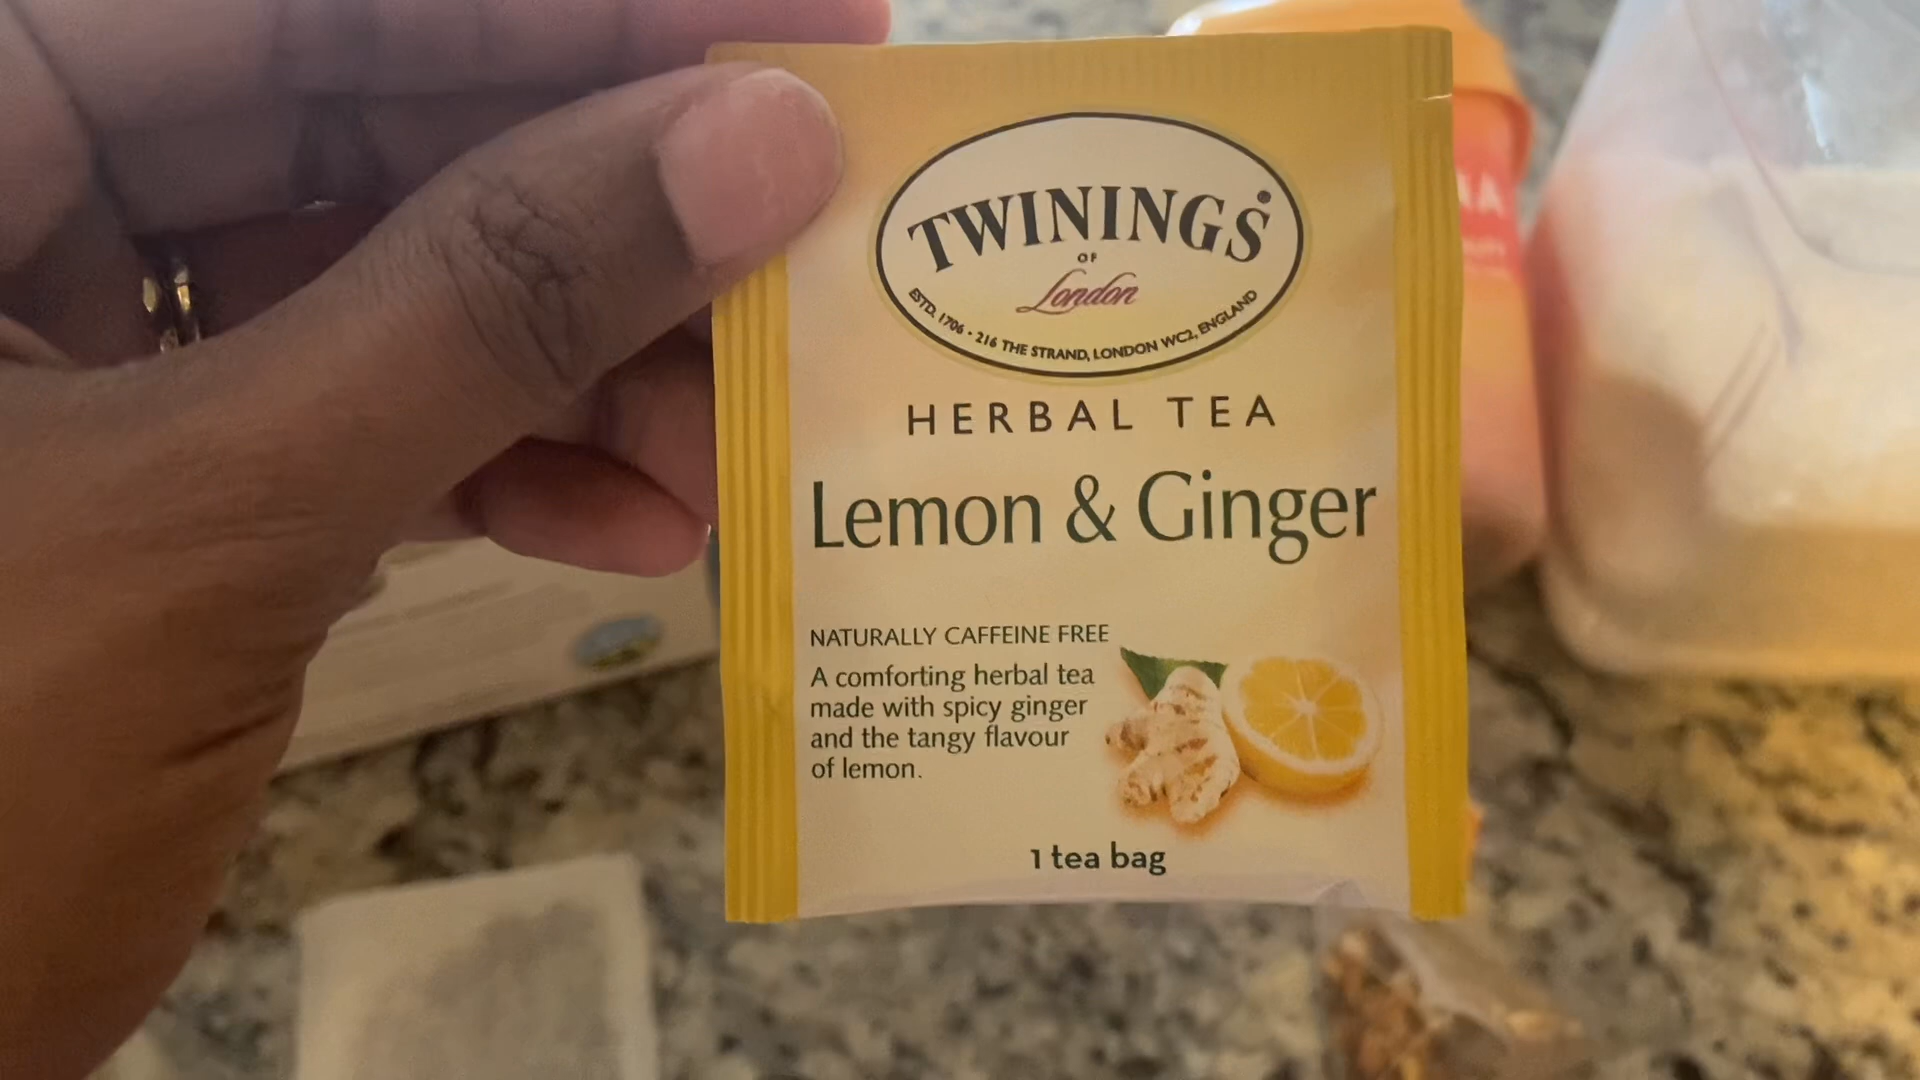 TWININGS
OF
London
ESTD. 1706 • 216 THE STRAND, LONDON WC2, ENGLAND
HERBAL TEA
Lemon & Ginger
NATURALLY CAFFEINE FREE
A comforting herbal tea
made with spicy ginger
and the tangy flavour
of lemon.
1 tea bag
NA